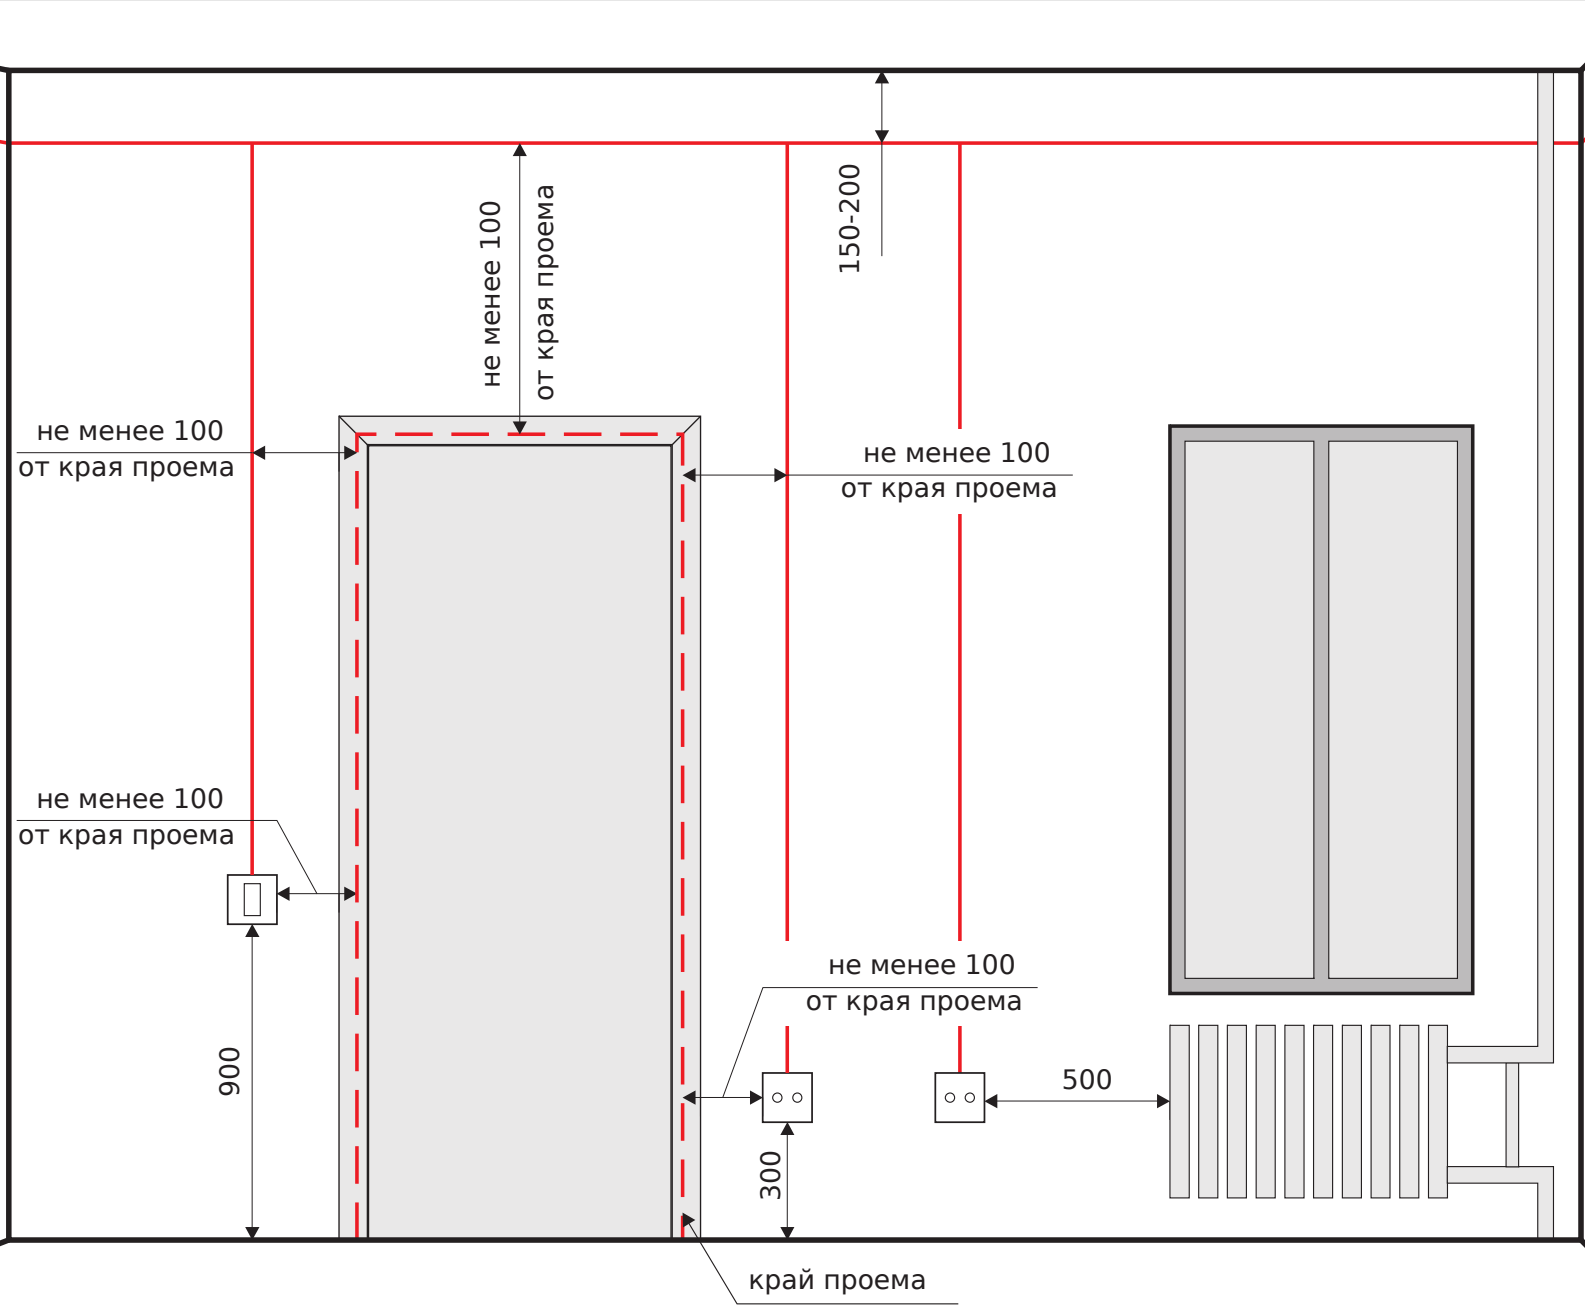 150-200
не менее 100
от края проема
не менее 100
от края проема
не менее 100
от края проема
не менее 100
от края проема
не менее 100
от края проема
900
500
300
край проема